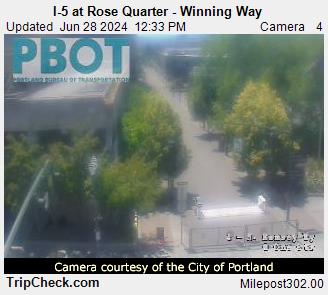 I-5 at Rose Quarter - Winning Way
Updated Jun 28 2024 12:33 PM Camera 4
PBOT
PORTLAND BUREAU OF TRANSPORTATION
Camera courtesy of the City of Portland
TripCheck.com Milepost302.00